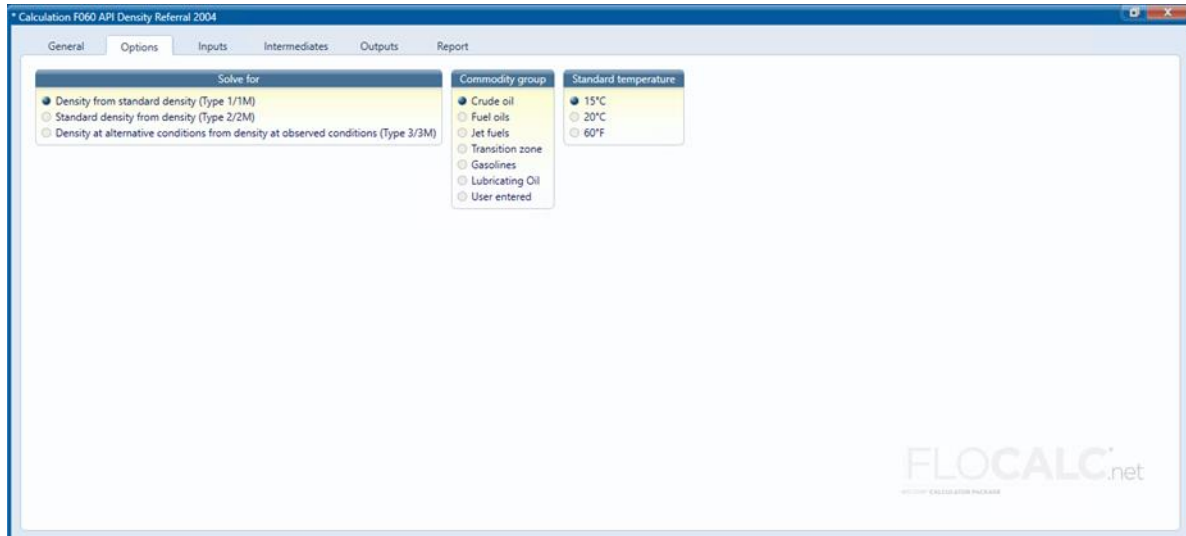 * Calculation F060 API Density Referral 2004
General Options Inputs Intermediates Outputs Report
Solve for
Density from standard density (Type 1/1M)
Standard density from density (Type 2/2M)
Density at alternative conditions from density at observed conditions (Type 3/3M)
Commodity group
Crude oil
Fuel oils
Jet fuels
Transition zone
Gasolines
Lubricating Oil
User entered
Standard temperature
15°C
20°C
60°F
FLOCALC.net
CALCULATOR PACKAGE